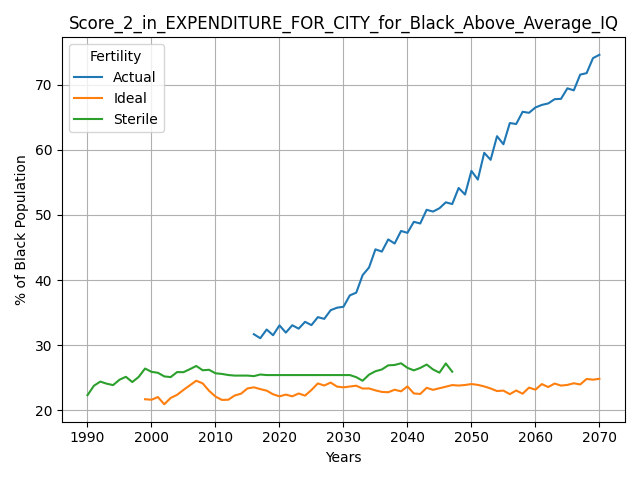 Score_2_in_EXPENDITURE_FOR_CITY_for_Black_Above_Average_IQ
Fertility
Actual
Ideal
Sterile
% of Black Population
70
60
50
40
30
20
1990
2000
2010
2020
2030
2040
2050
2060
2070
Years